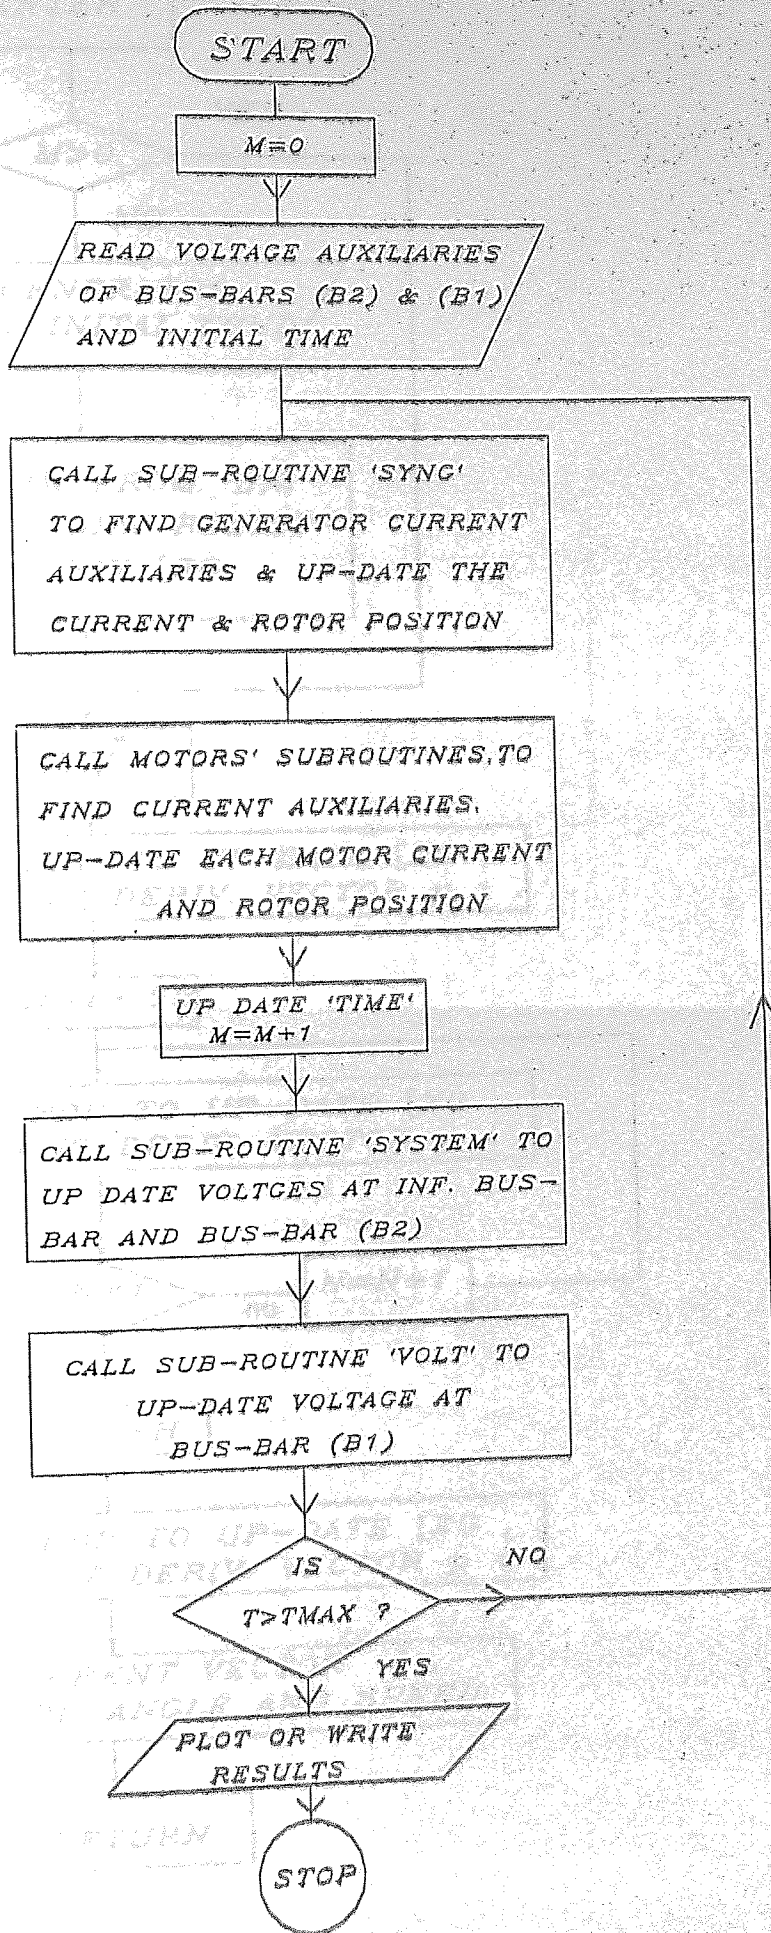 START
M=0
READ VOLTAGE AUXILIARIES
OF BUS-BARS (B2) & (B1)
AND INITIAL TIME
CALL SUB-ROUTINE 'SYNG'
TO FIND GENERATOR CURRENT
AUXILIARIES & UP-DATE THE
CURRENT & ROTOR POSITION
CALL MOTORS' SUBROUTINES, TO
FIND CURRENT AUXILIARIES.
UP-DATE EACH MOTOR CURRENT
AND ROTOR POSITION
UP DATE 'TIME'
M=M+1
CALL SUB-ROUTINE 'SYSTEM' TO
UP DATE VOLTGES AT INF. BUS-
BAR AND BUS-BAR (B2)
CALL SUB-ROUTINE 'VOLT' TO
UP-DATE VOLTAGE AT
BUS-BAR (B1)
IS
T>TMAX ?
NO
YES
PLOT OR WRITE
RESULTS
STOP